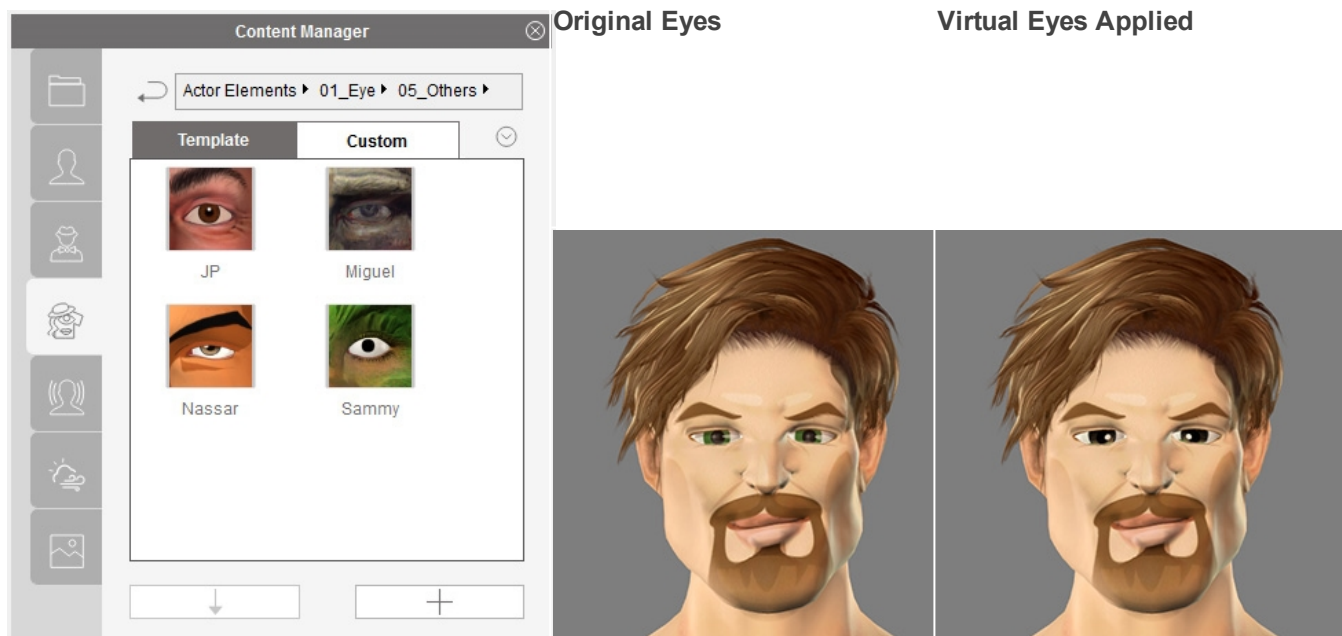 Content Manager
Actor Elements 01_Eye 05_Others
Template Custom
JP Miguel
Nassar Sammy
Original Eyes Virtual Eyes Applied